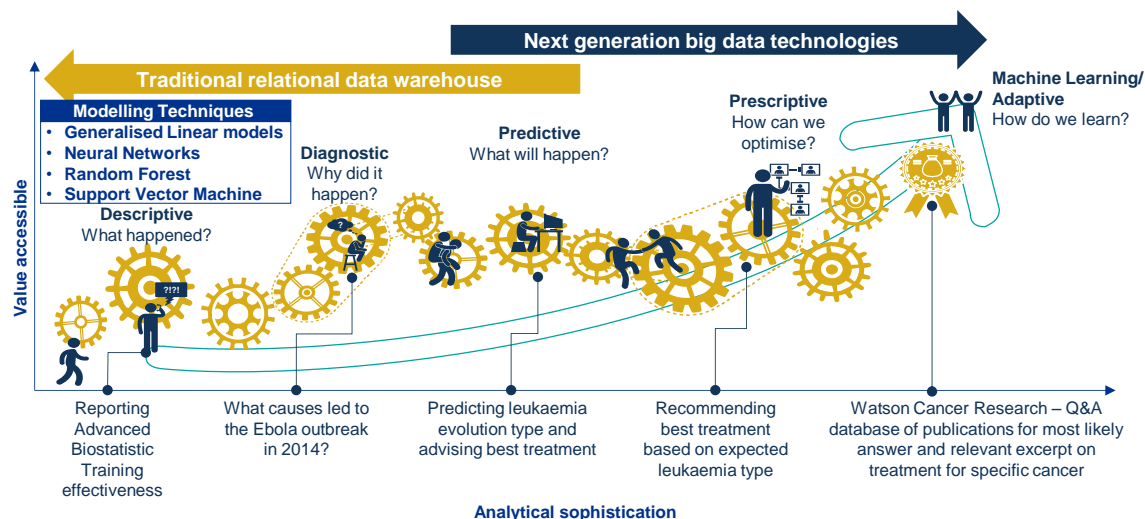 Next generation big data technologies
Traditional relational data warehouse
Modelling Techniques
• Generalised Linear models
• Neural Networks
• Random Forest
• Support Vector Machine
Value accessible
Descriptive
What happened?
Diagnostic
Why did it
happen?
Predictive
What will happen?
Prescriptive
How can we
optimise?
Machine Learning/
Adaptive
How do we learn?
?!?!
?
Reporting
Advanced
Biostatistic
Training
effectiveness
What causes led to
the Ebola outbreak
in 2014?
Predicting leukaemia
evolution type and
advising best treatment
Recommending
best treatment
based on expected
leukaemia type
Watson Cancer Research – Q&A
database of publications for most likely
answer and relevant excerpt on
treatment for specific cancer
Analytical sophistication